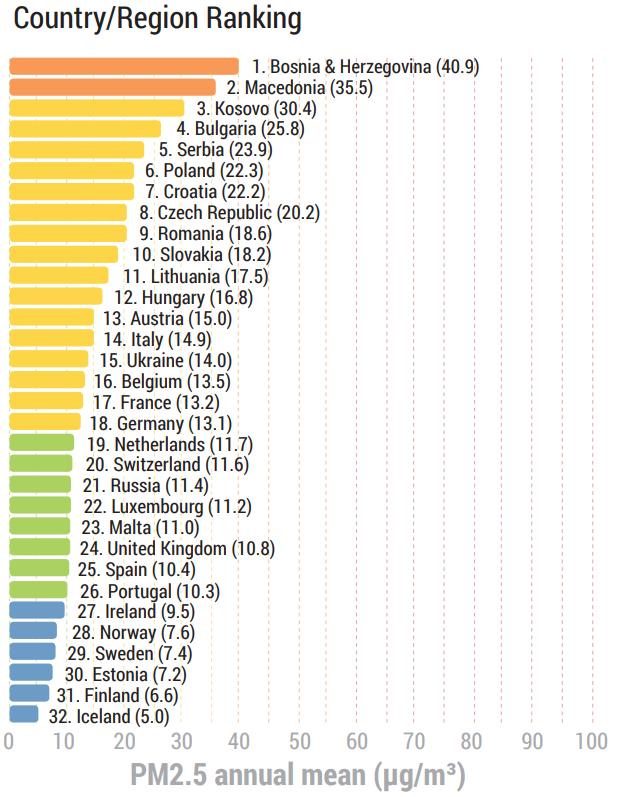 Country/Region Ranking
1. Bosnia & Herzegovina (40.9)
2. Macedonia (35.5)
3. Kosovo (30.4)
4. Bulgaria (25.8)
5. Serbia (23.9)
6. Poland (22.3)
7. Croatia (22.2)
8. Czech Republic (20.2)
9. Romania (18.6)
10. Slovakia (18.2)
11. Lithuania (17.5)
12. Hungary (16.8)
13. Austria (15.0)
14. Italy (14.9)
15. Ukraine (14.0)
16. Belgium (13.5)
17. France (13.2)
18. Germany (13.1)
19. Netherlands (11.7)
20. Switzerland (11.6)
21. Russia (11.4)
22. Luxembourg (11.2)
23. Malta (11.0)
24. United Kingdom (10.8)
25. Spain (10.4)
26. Portugal (10.3)
27. Ireland (9.5)
28. Norway (7.6)
29. Sweden (7.4)
30. Estonia (7.2)
31. Finland (6.6)
32. Iceland (5.0)
0 10 20 30 40 50 60 70 80 90 100
PM2.5 annual mean (µg/m³)